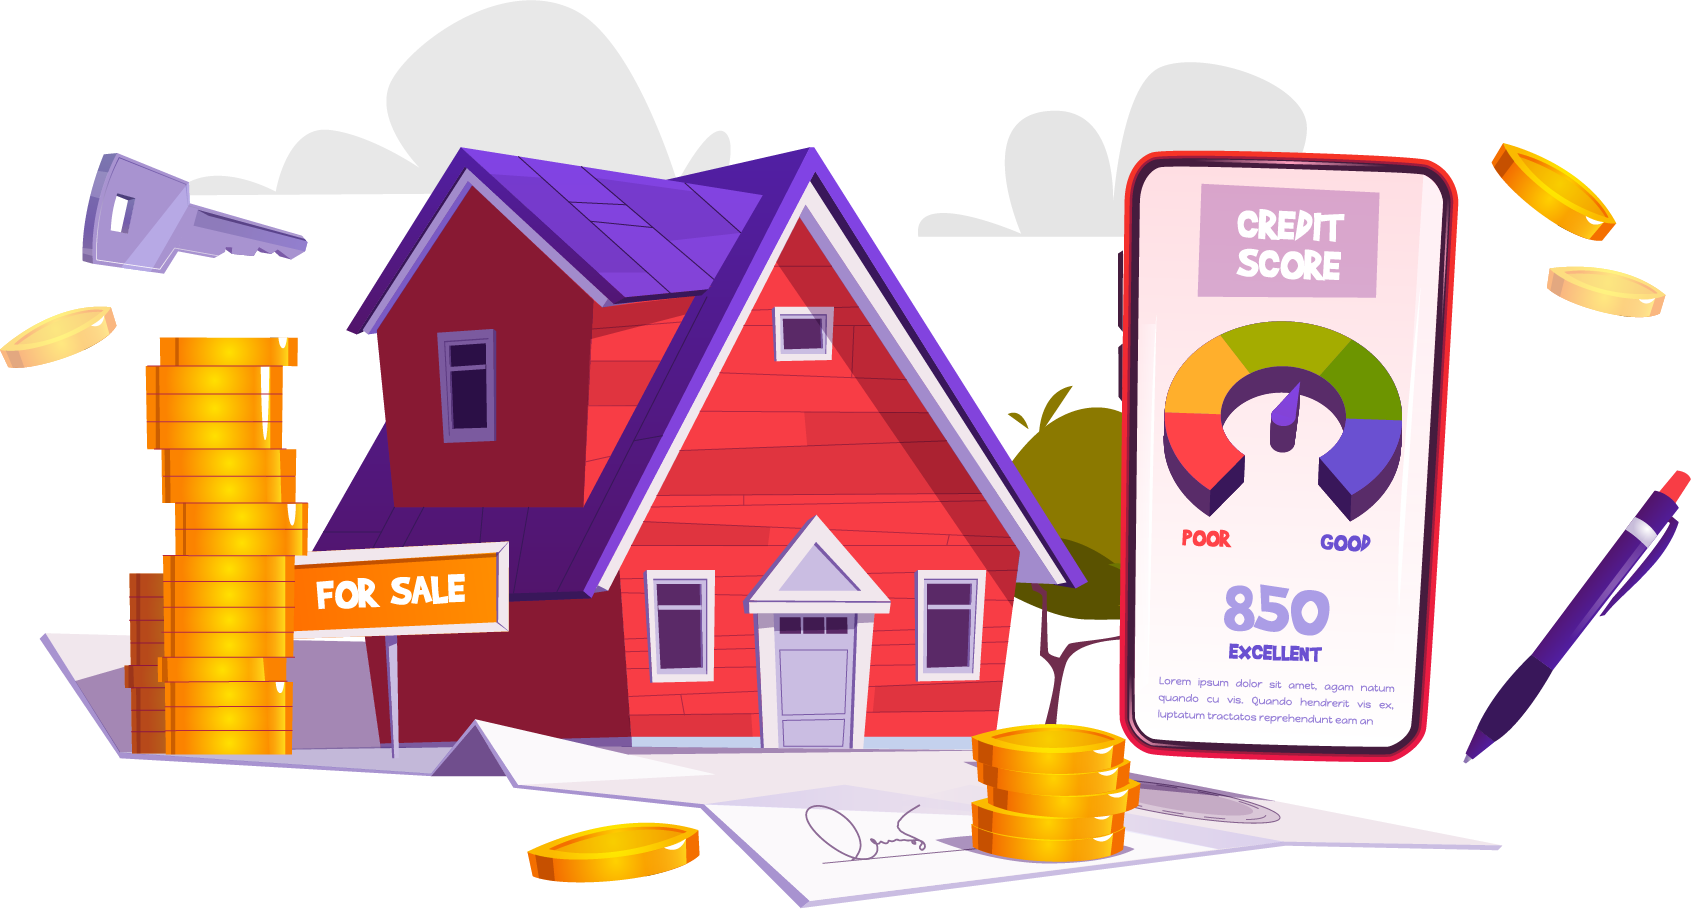 FOR SALE
CREDIT
SCORE
POOR
GOOD
850
EXCELLENT
Lorem ipsum dolor sit amet, agam natum
quando cu vis. Quando hendrerit vis ex,
luptatum tractatos reprehendunt eam an